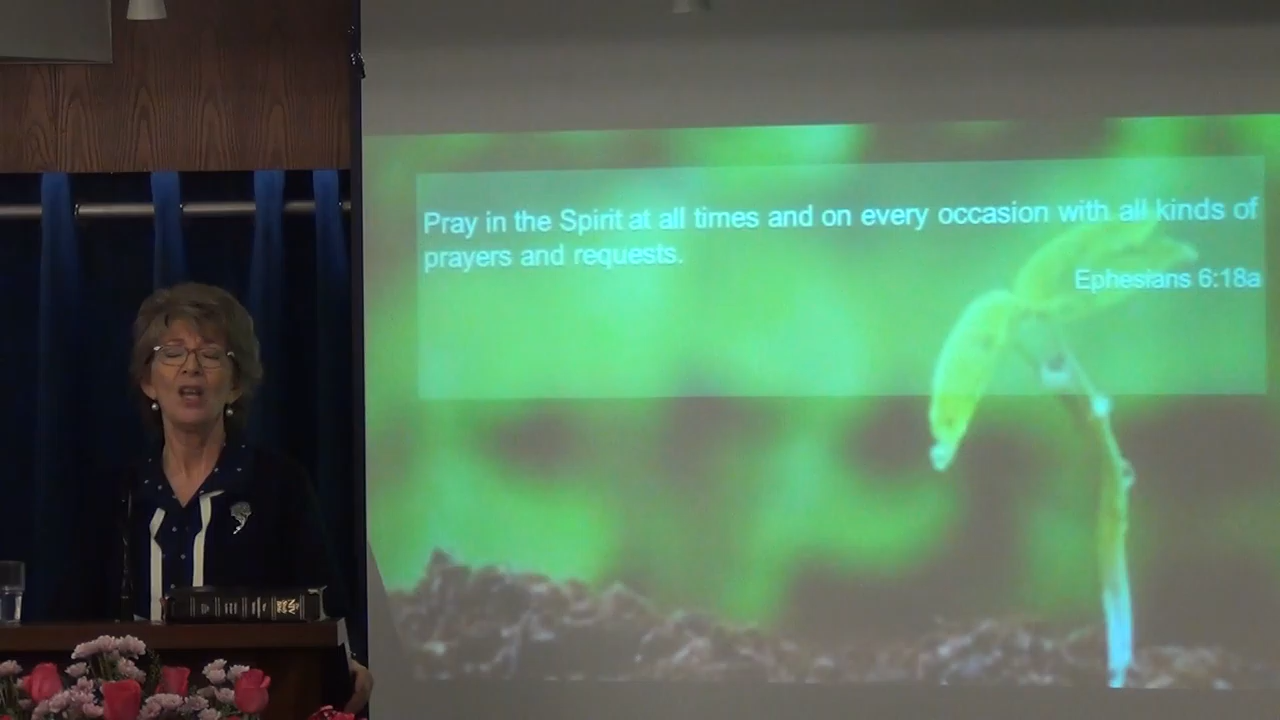 Pray in the Spirit at all times and on every occasion with all kinds of
prayers and requests.
Ephesians 6:18a
NIV